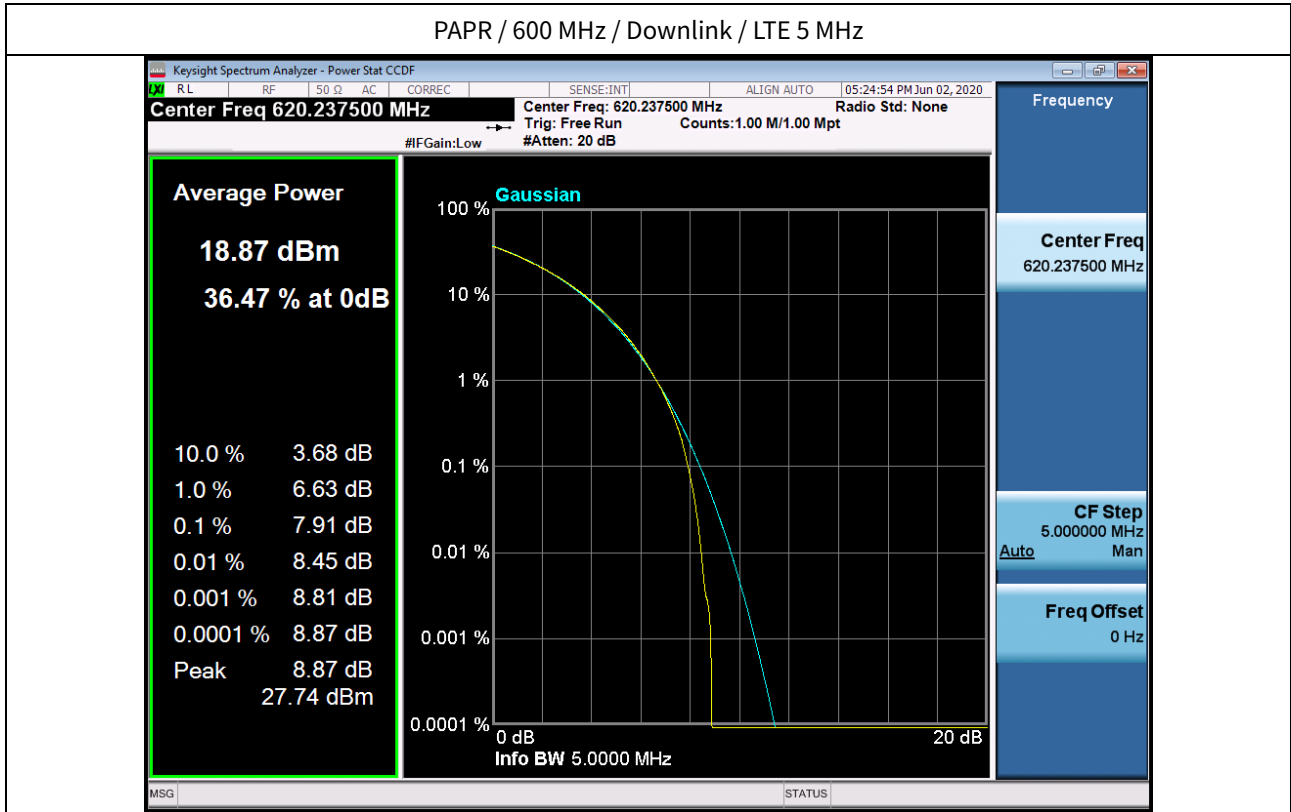 PAPR / 600 MHz / Downlink / LTE 5 MHz
Keysight Spectrum Analyzer - Power Stat CCDF
LXI RL RF 50 Ω AC CORREC SENSE:INT ALIGN AUTO 05:24:54 PM Jun 02, 2020
Center Freq 620.237500 MHz
Center Freq: 620.237500 MHz Radio Std: None
Trig: Free Run Counts:1.00 M/1.00 Mpt
#IFGain:Low #Atten: 20 dB
Average Power
18.87 dBm
36.47 % at 0dB
10.0 % 3.68 dB
1.0 % 6.63 dB
0.1 % 7.91 dB
0.01 % 8.45 dB
0.001 % 8.81 dB
0.0001 % 8.87 dB
Peak 8.87 dB
27.74 dBm
Gaussian
100 %
10 %
1 %
0.1 %
0.01 %
0.001 %
0.0001 %
0 dB 20 dB
Info BW 5.0000 MHz
Frequency
Center Freq
620.237500 MHz
CF Step
5.000000 MHz
Auto Man
Freq Offset
0 Hz
MSG STATUS